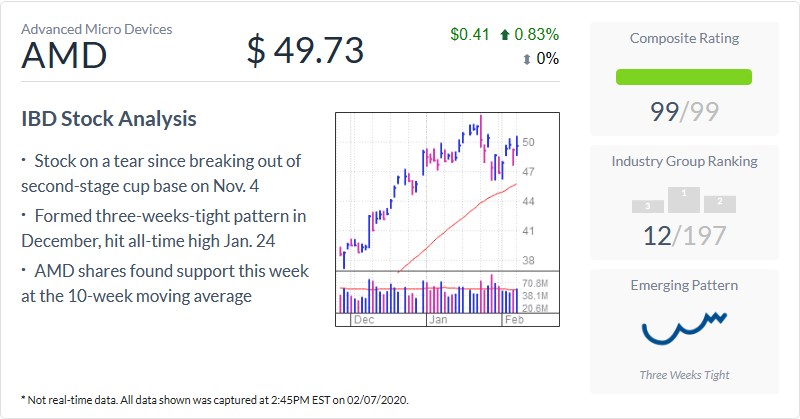 Advanced Micro Devices
AMD
$ 49.73
$0.41 0.83%
0%
IBD Stock Analysis
· Stock on a tear since breaking out of
second-stage cup base on Nov. 4
· Formed three-weeks-tight pattern in
December, hit all-time high Jan. 24
· AMD shares found support this week
at the 10-week moving average
50
47
44
41
38
70.8M
38.1M
20.6M
Dec Jan Feb
Composite Rating
99/99
Industry Group Ranking
3 1 2
12/197
Emerging Pattern
Three Weeks Tight
* Not real-time data. All data shown was captured at 2:45PM EST on 02/07/2020.